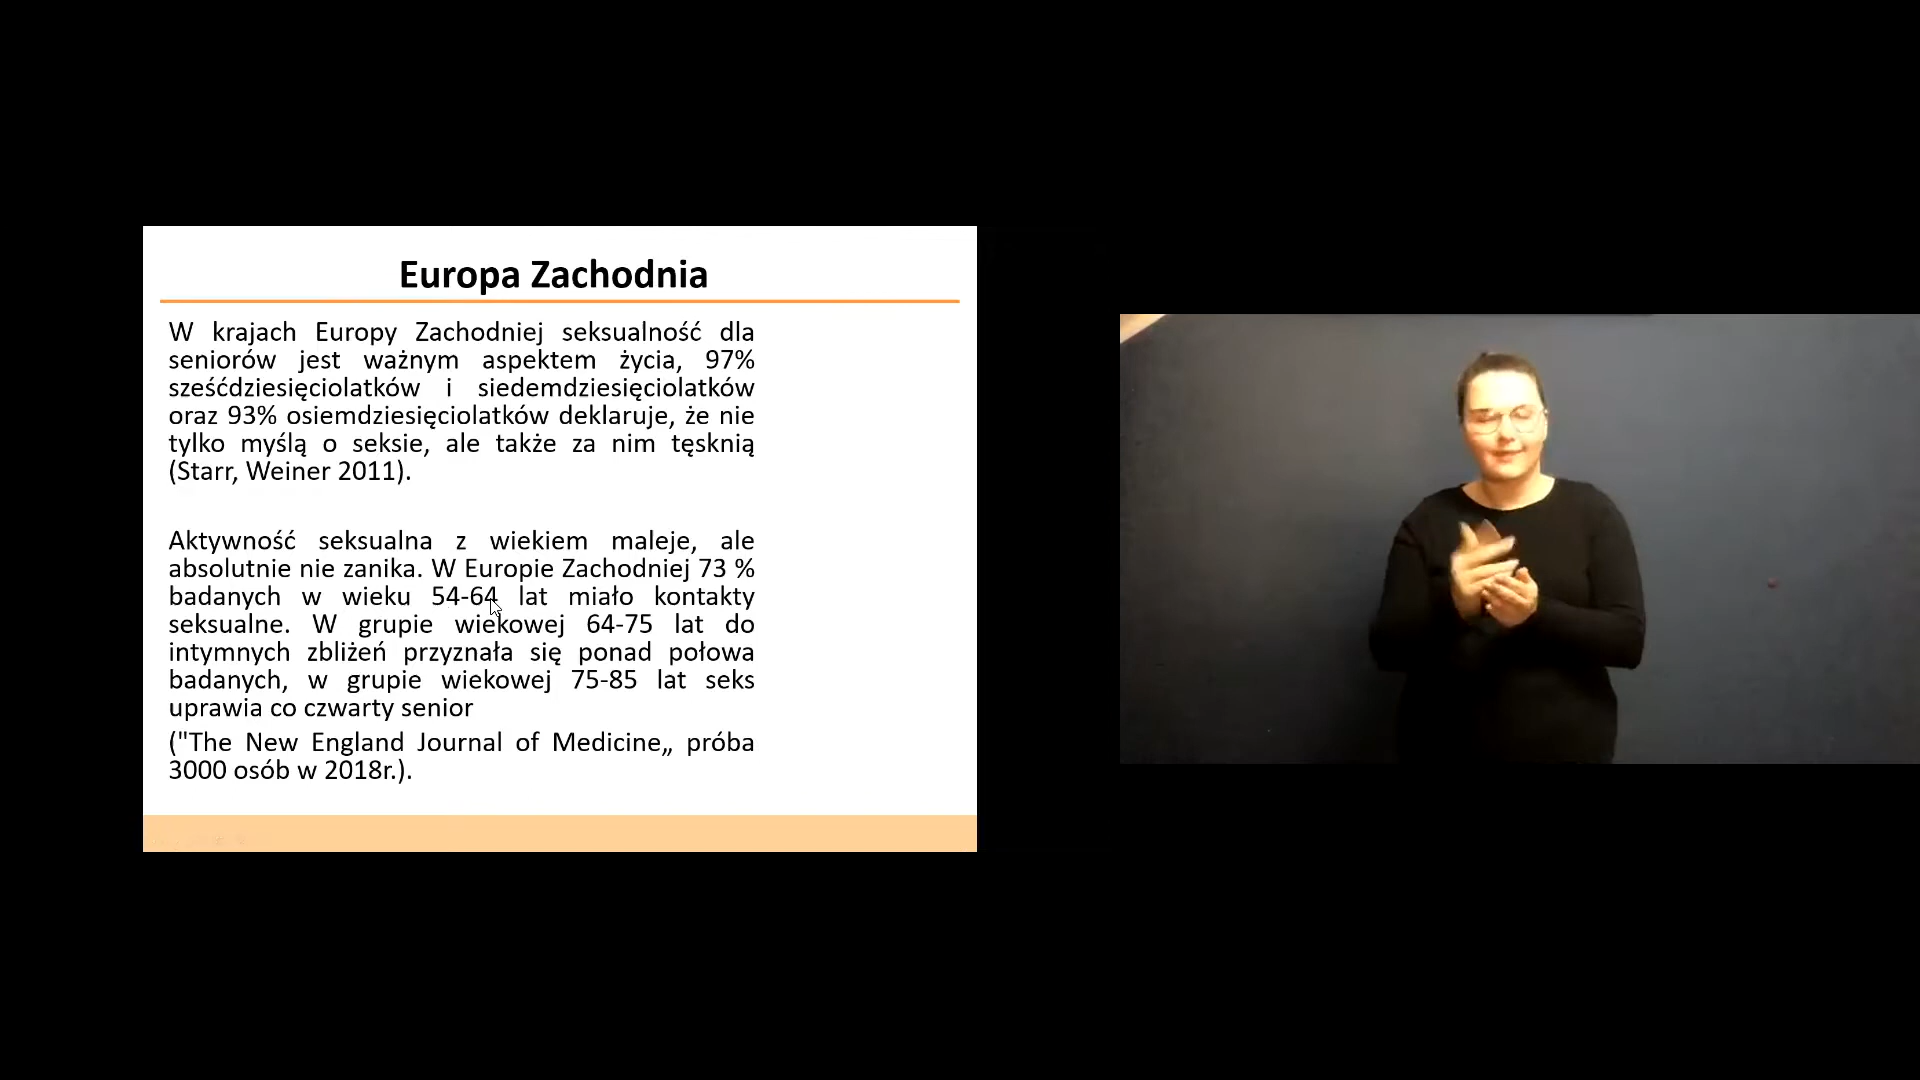 Europa Zachodnia
W krajach Europy Zachodniej seksualność dla
seniorów jest ważnym aspektem życia, 97%
sześćdziesięciolatków i siedemdziesięciolatków
oraz 93% osiemdziesięciolatków deklaruje, że nie
tylko myślą o seksie, ale także za nim tęsknią
(Starr, Weiner 2011).
Aktywność seksualna z wiekiem maleje, ale
absolutnie nie zanika. W Europie Zachodniej 73 %
badanych w wieku 54-64 lat miało kontakty
seksualne. W grupie wiekowej 64-75 lat do
intymnych zbliżeń przyznała się ponad połowa
badanych, w grupie wiekowej 75-85 lat seks
uprawia co czwarty senior
("The New England Journal of Medicine„ próba
3000 osób w 2018r.).